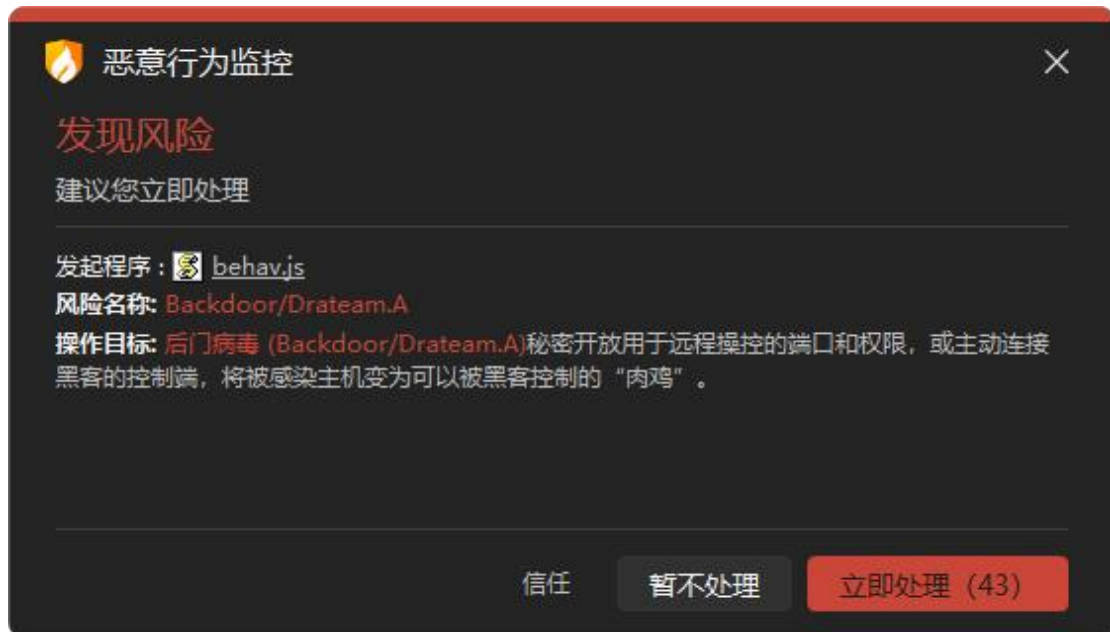 恶意行为监控
发现风险
建议您立即处理
发起程序: behav.js
风险名称: Backdoor/Drateam.A
操作目标: 后门病毒 (Backdoor/Drateam.A)秘密开放用于远程操控的端口和权限，或主动连接
黑客的控制端，将被感染主机变为可以被黑客控制的“肉鸡”。
信任 暂不处理 立即处理（43）